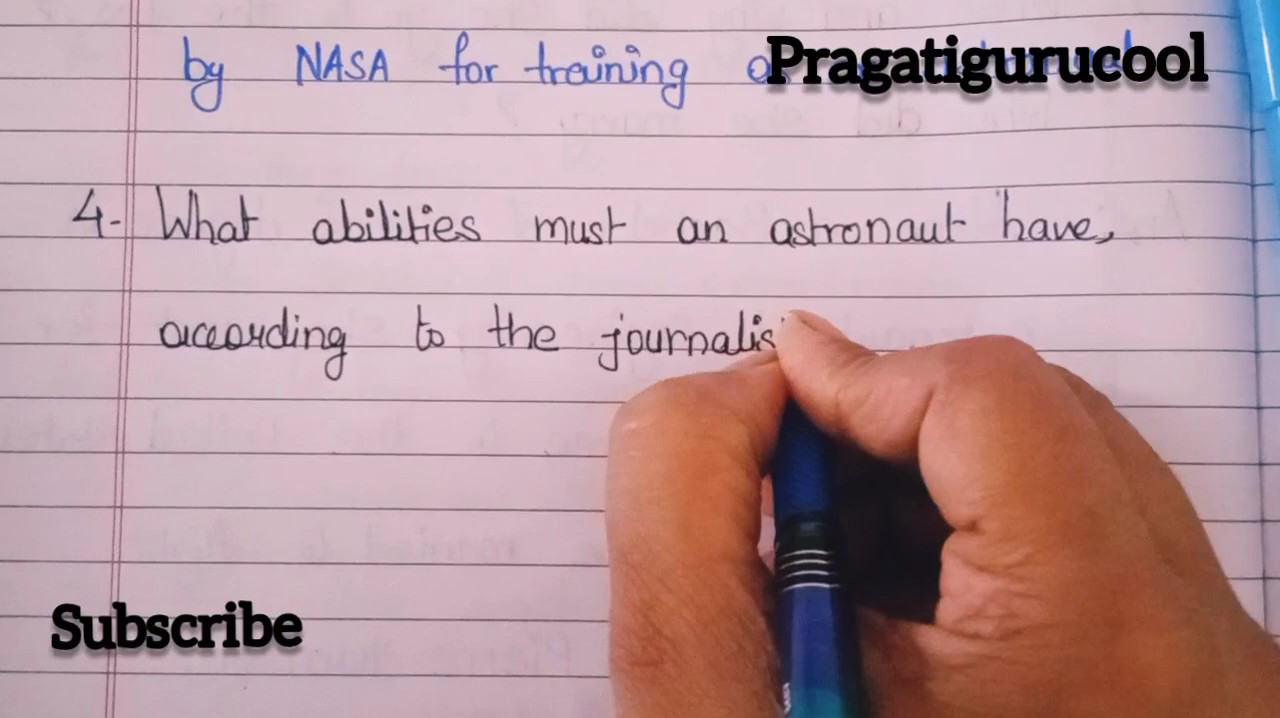 by NASA for training Pragatigurucool
4- What abilities must an astronaut have,
according to the journalis
Subscribe